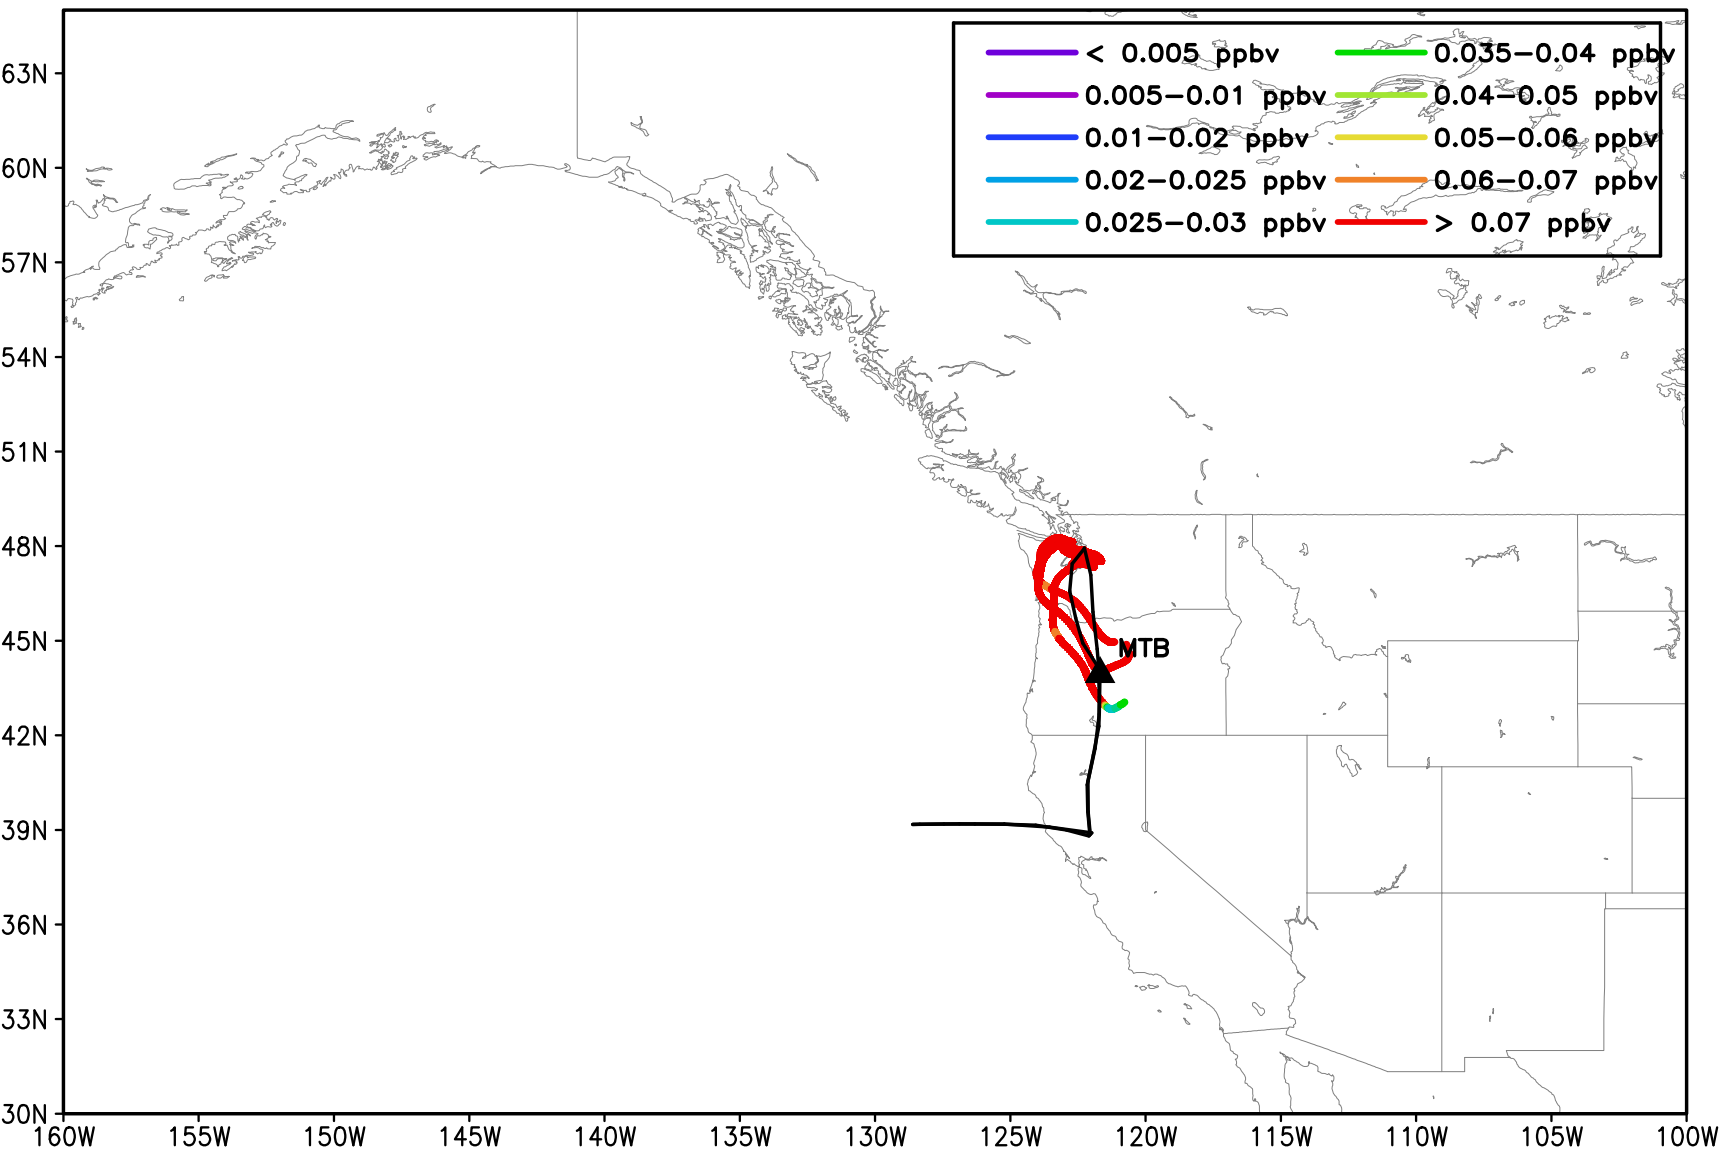 63N
60N
57N
54N
51N
48N
45N
42N
39N
36N
33N
30N
< 0.005 ppbv
0.005-0.01 ppbv
0.01-0.02 ppbv
0.02-0.025 ppbv
0.025-0.03 ppbv
0.035-0.04 ppbv
0.04-0.05 ppbv
0.05-0.06 ppbv
0.06-0.07 ppbv
> 0.07 ppbv
MTB
160W 155W 150W 145W 140W 135W 130W 125W 120W 115W 110W 105W 100W